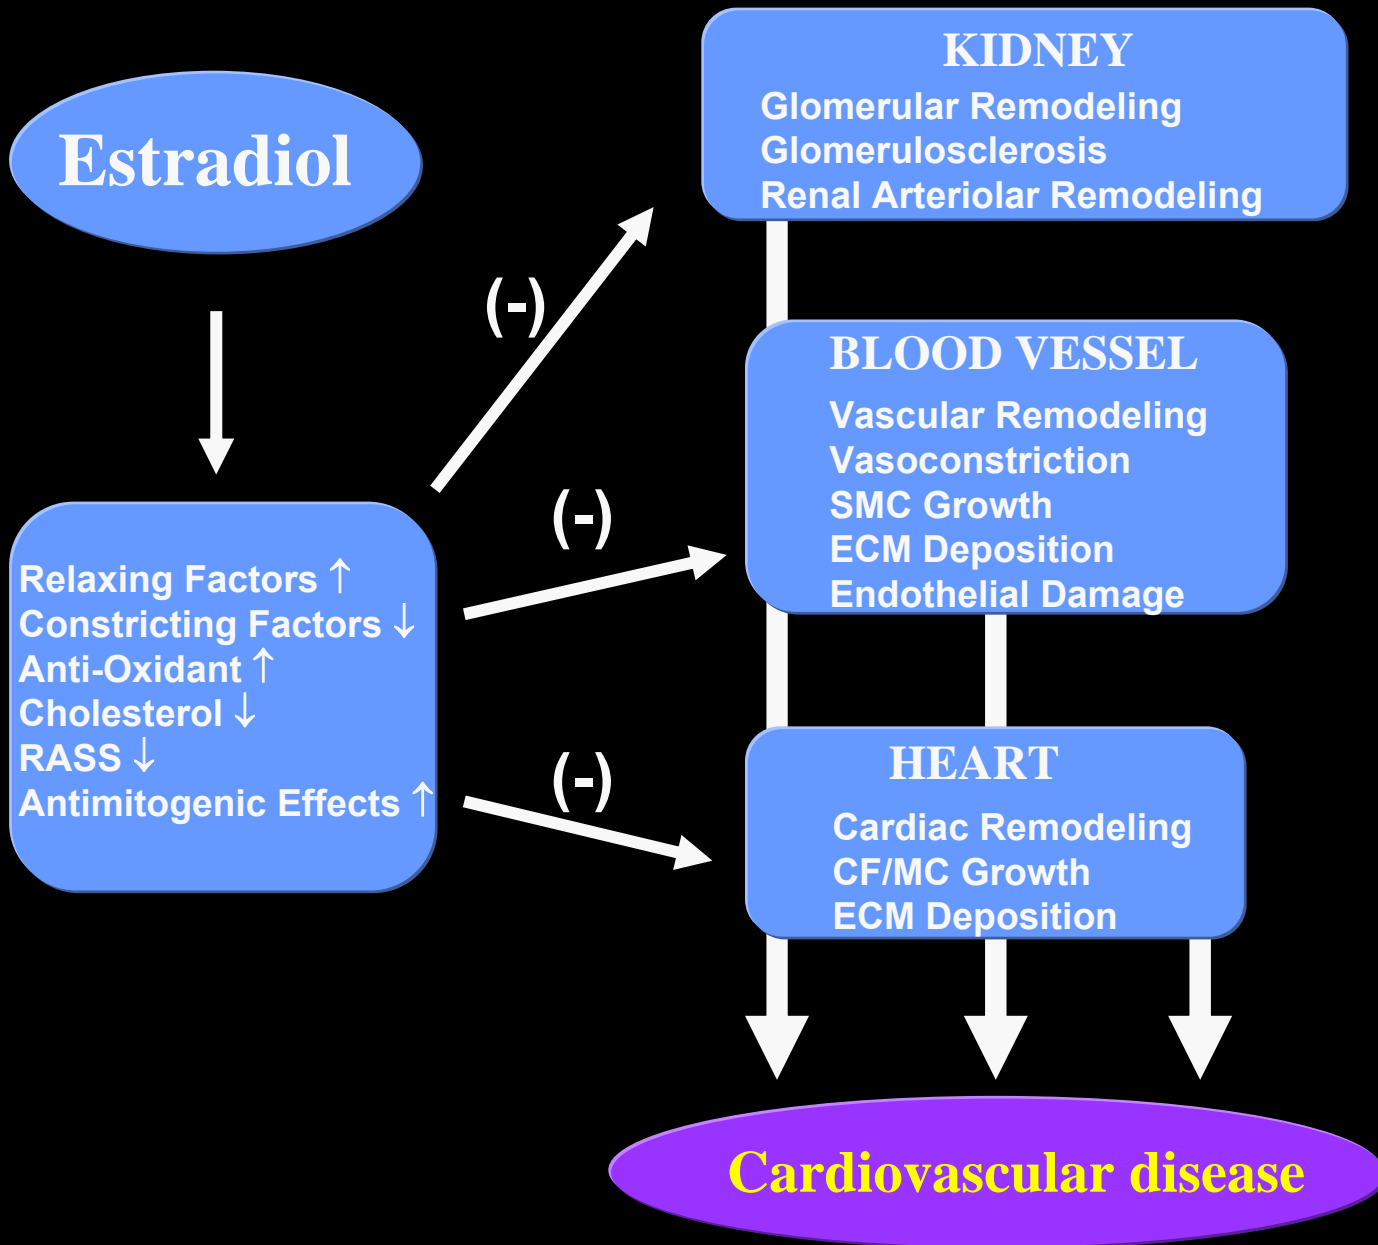 Estradiol
Relaxing Factors ↑
Constricting Factors ↓
Anti-Oxidant ↑
Cholesterol ↓
RASS ↓
Antimitogenic Effects ↑
(-)
(-)
(-)
KIDNEY
Glomerular Remodeling
Glomerulosclerosis
Renal Arteriolar Remodeling
BLOOD VESSEL
Vascular Remodeling
Vasoconstriction
SMC Growth
ECM Deposition
Endothelial Damage
HEART
Cardiac Remodeling
CF/MC Growth
ECM Deposition
Cardiovascular disease